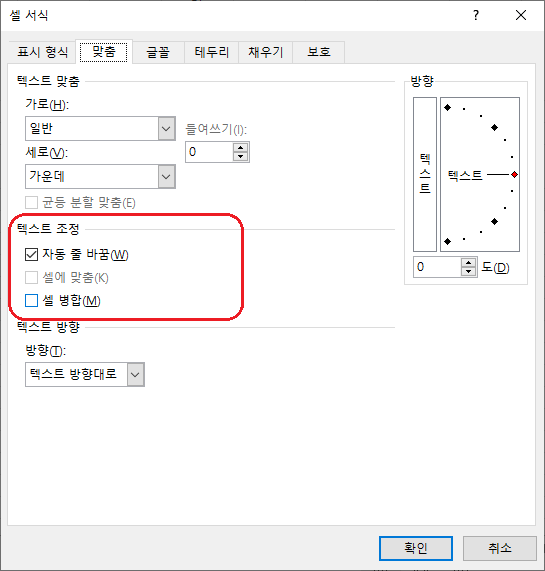 셀 서식
? ×
표시 형식 맞춤 글꼴 테두리 채우기 보호
텍스트 맞춤
가로(H):
일반
들여쓰기(I):
세로(V):
0
가운데
균등 분할 맞춤(E)
텍스트 조정
자동 줄 바꿈(W)
셀에 맞춤(K)
셀 병합(M)
텍스트 방향
방향(T):
텍스트 방향대로
방향
텍스트
텍스트
0 도(D)
확인 취소